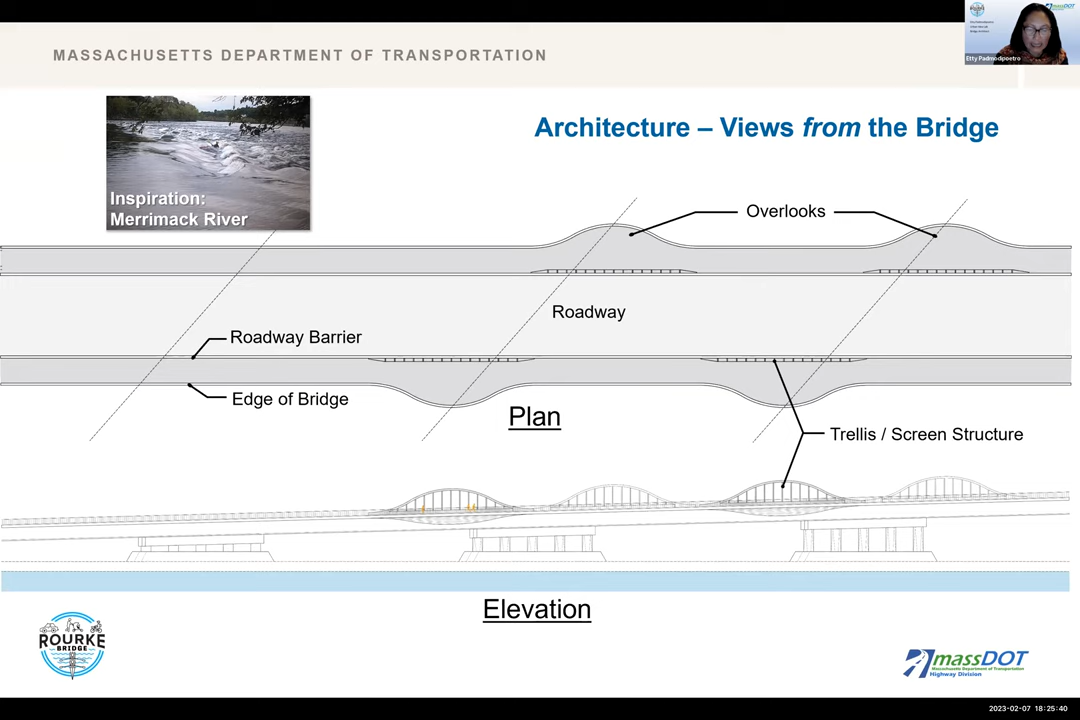 MASSACHUSETTS DEPARTMENT OF TRANSPORTATION
massDOT
Etty Padmodipoetro
Architecture – Views from the Bridge
Inspiration:
Merrimack River
Overlooks
Roadway
Roadway Barrier
Edge of Bridge
Plan
Trellis / Screen Structure
Elevation
ROURKE
BRIDGE
massDOT
Massachusetts Department of Transportation
Highway Division
2023-02-07 18:25:40